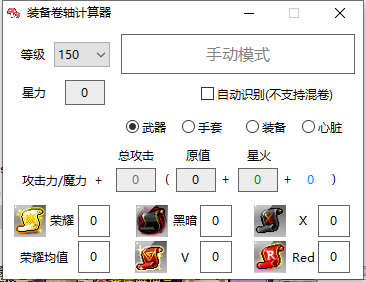 装备卷轴计算器
等级 150 手动模式
星力 0 自动识别(不支持混卷)
武器 手套 装备 心脏
总攻击 原值 星火
攻击力/魔力 + 0 ( 0 + 0 + 0 )
荣耀 0 黑暗 0 X 0
荣耀均值 0 V 0 R Red 0